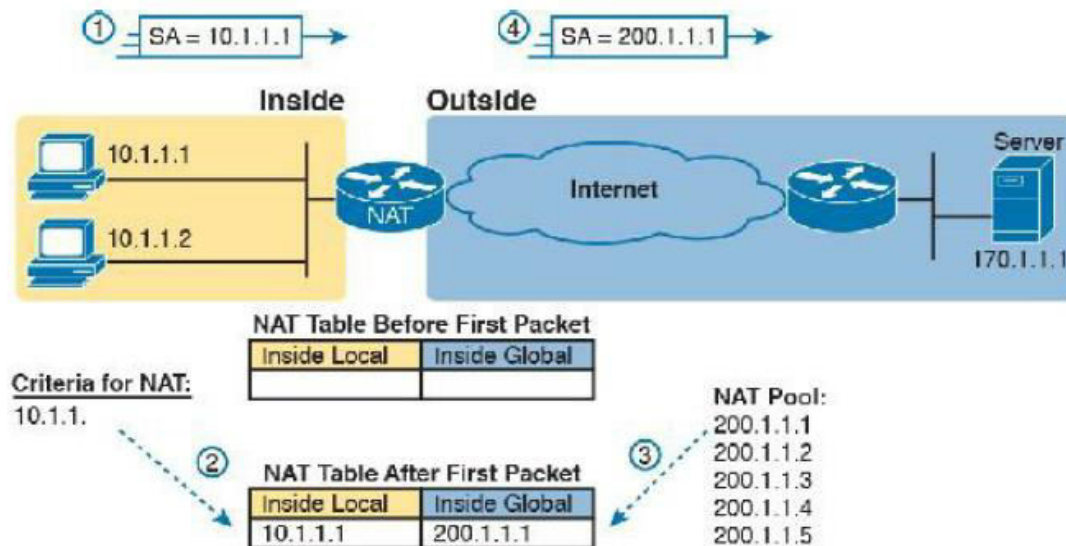 ① SA = 10.1.1.1
④ SA = 200.1.1.1
Inside
Outside
10.1.1.1
10.1.1.2
NAT
Internet
Server
170.1.1.1
NAT Table Before First Packet
Inside Local Inside Global
Criteria for NAT:
10.1.1.
②
NAT Table After First Packet
Inside Local Inside Global
10.1.1.1 200.1.1.1
③
NAT Pool:
200.1.1.1
200.1.1.2
200.1.1.3
200.1.1.4
200.1.1.5